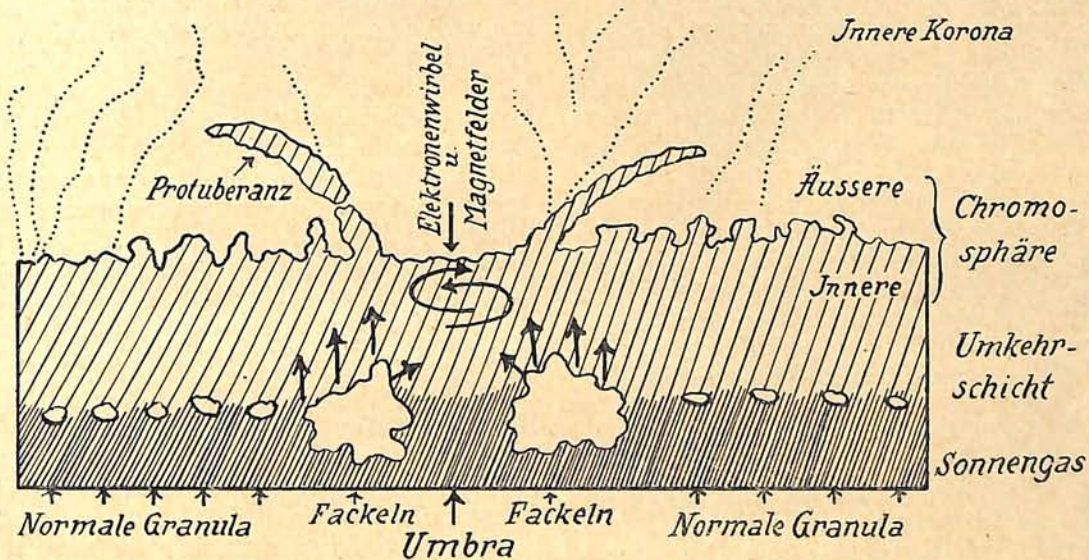 Innere Korona
Elektronenwirbel
u.
Magnetfelder
Protuberanz
Äussere
Chromo-
sphäre
Innere
Umkehr-
schicht
Sonnengas
Normale Granula
Fackeln
Umbra
Fackeln
Normale Granula